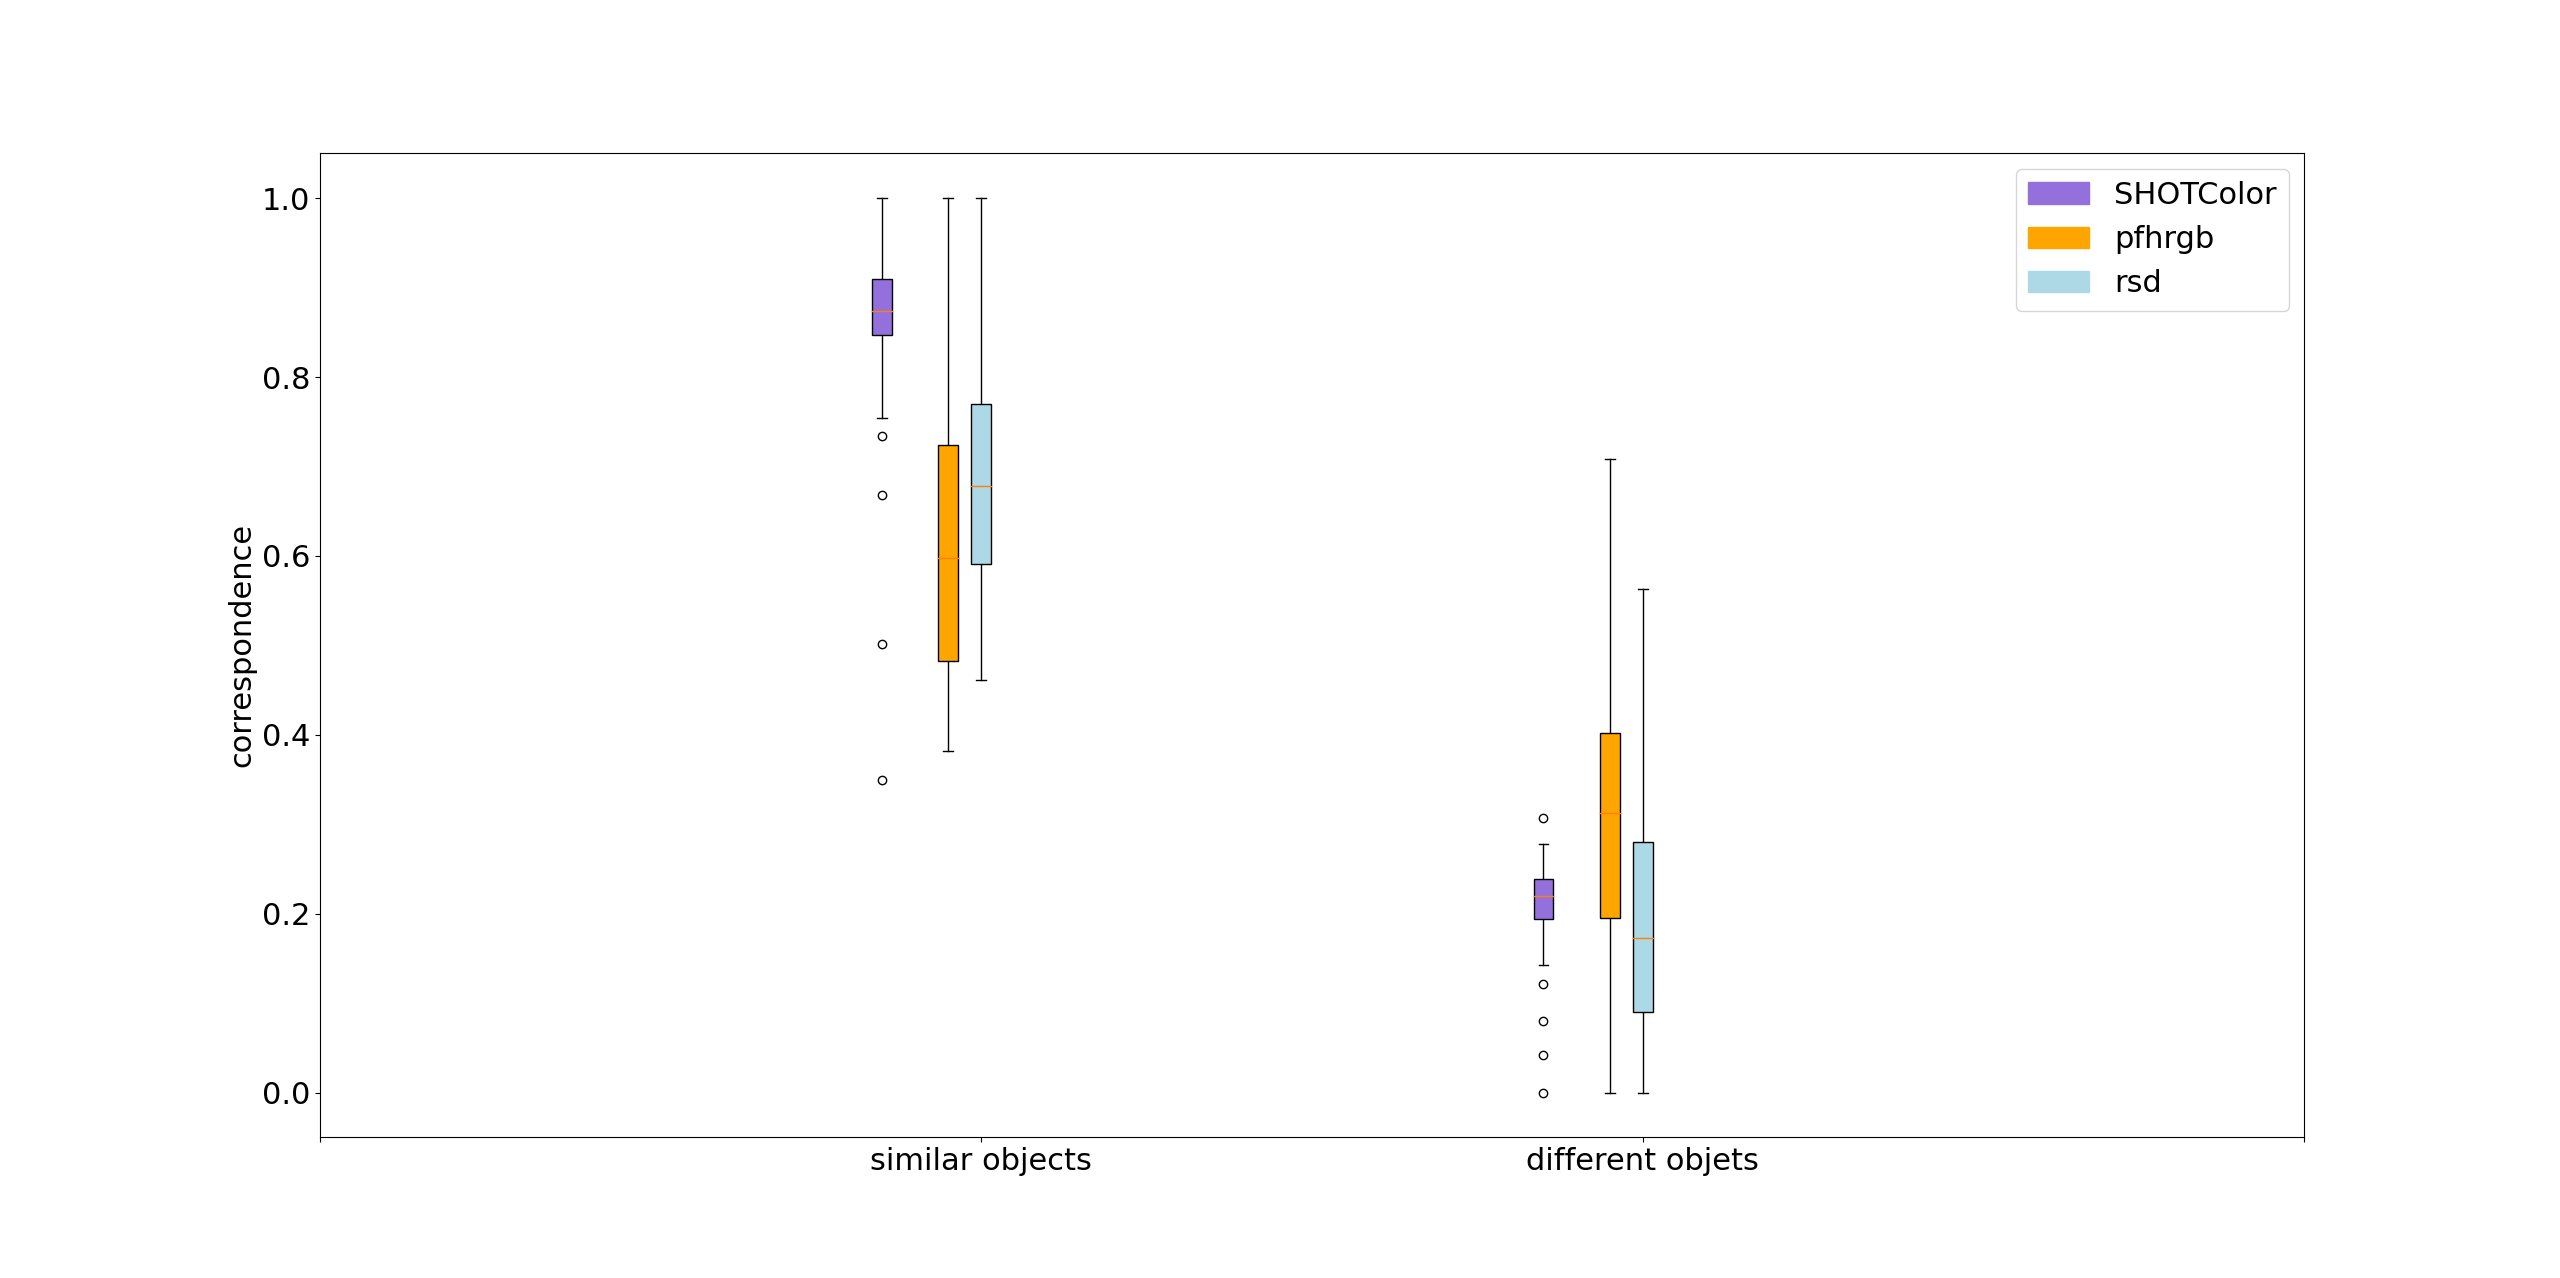 SHOTColor
pfhrgb
rsd
correspondence
1.0
0.8
0.6
0.4
0.2
0.0
similar objects
different objets